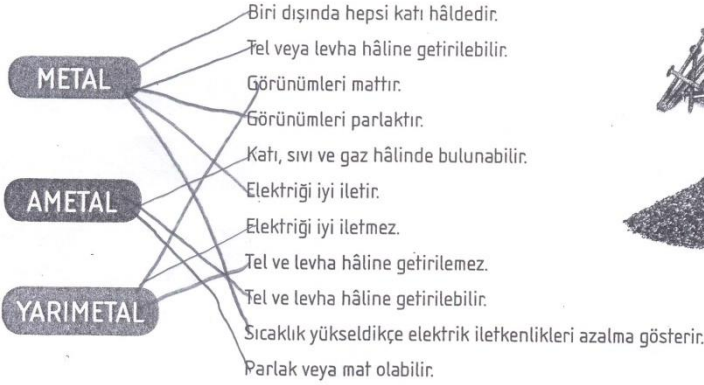 Biri dışında hepsi katı hâldedir.
Tel veya levha hâline getirilebilir.
METAL
Görünümleri mattır.
Görünümleri parlaktır.
Katı, sıvı ve gaz hâlinde bulunabilir.
AMETAL
Elektriği iyi iletir.
Elektriği iyi iletmez.
Tel ve levha hâline getirilemez.
Tel ve levha hâline getirilebilir.
YARIMETAL
Sıcaklık yükseldikçe elektrik iletkenlikleri azalma gösterir.
Parlak veya mat olabilir.